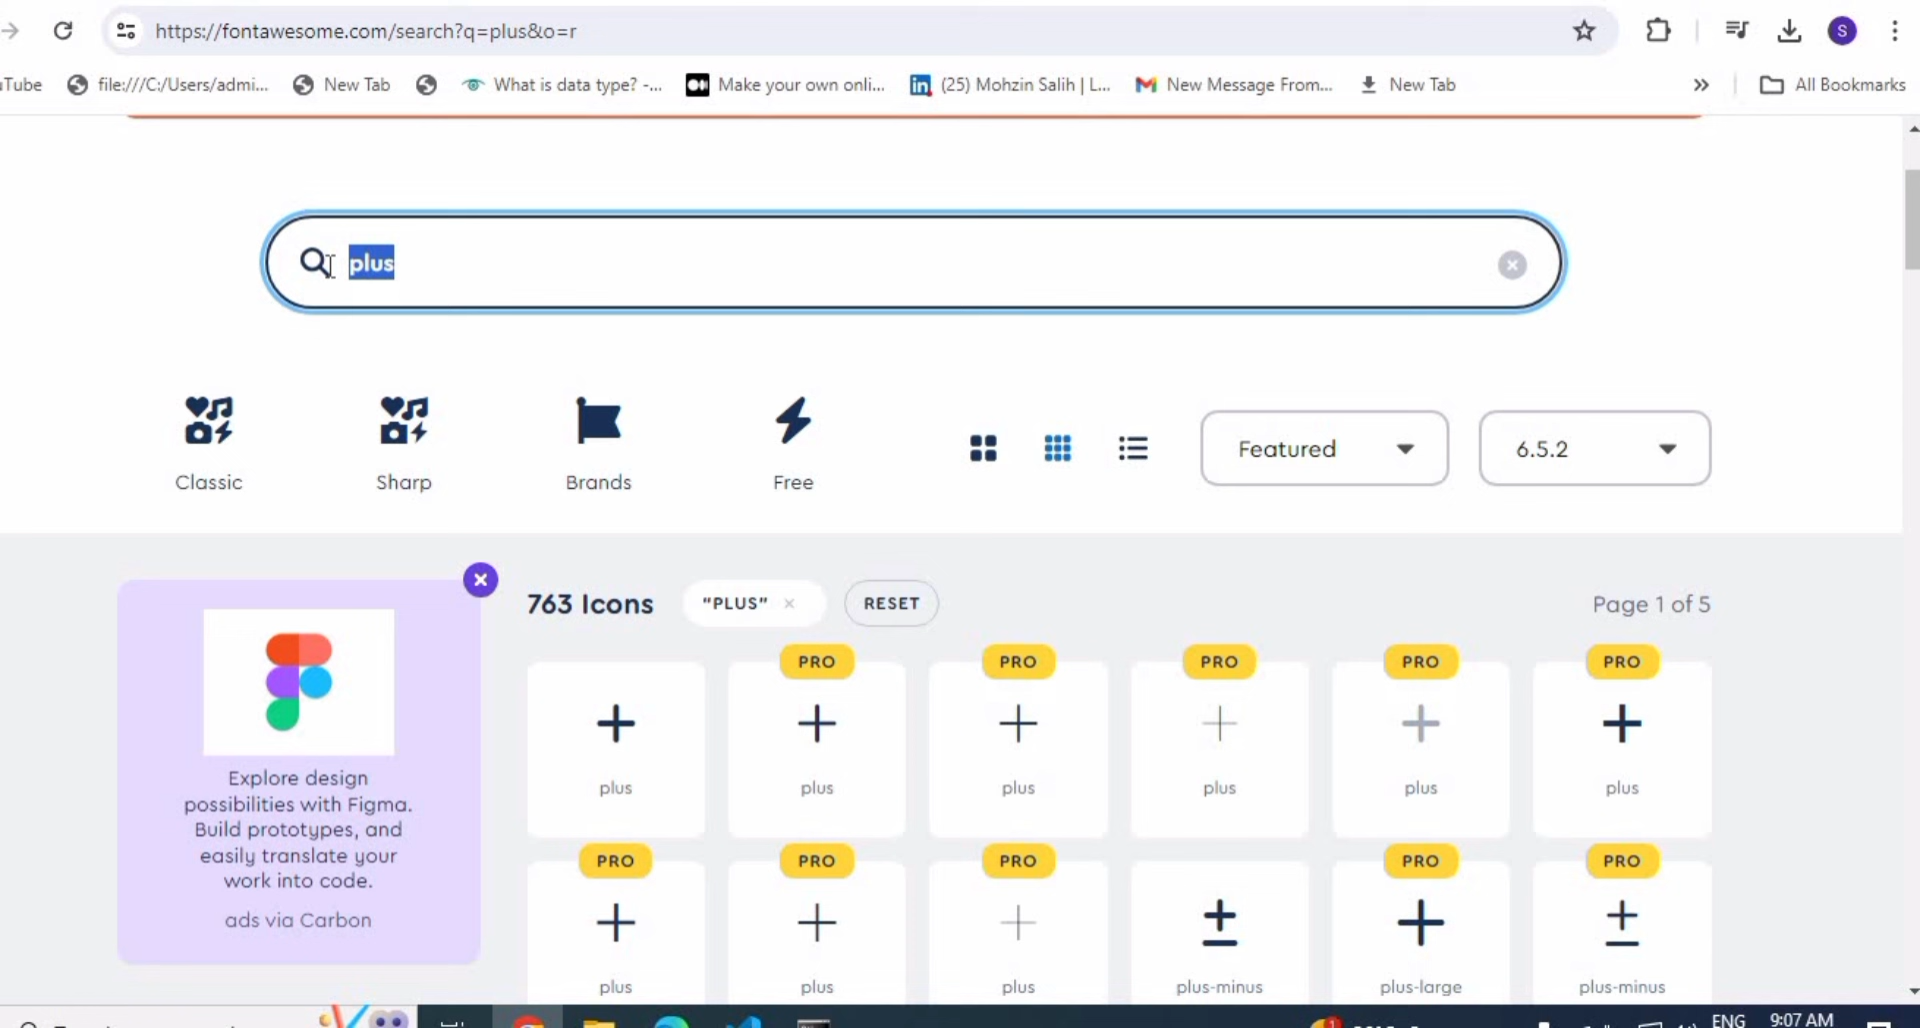 https://fontawesome.com/search?q=plus&o=r
S
uTube
file:///C:/Users/admi...
New Tab
What is data type? -...
Make your own onli...
(25) Mohzin Salih | L...
New Message From...
New Tab
»
All Bookmarks
plus
Classic
Sharp
Brands
Free
Featured
6.5.2
763 Icons
"PLUS" ×
RESET
Page 1 of 5
PRO
PRO
PRO
PRO
PRO
plus
plus
plus
plus
plus
plus
PRO
PRO
PRO
PRO
PRO
plus
plus
plus
plus-minus
plus-large
plus-minus
Explore design
possibilities with Figma.
Build prototypes, and
easily translate your
work into code.
ads via Carbon
ENG
9:07 AM